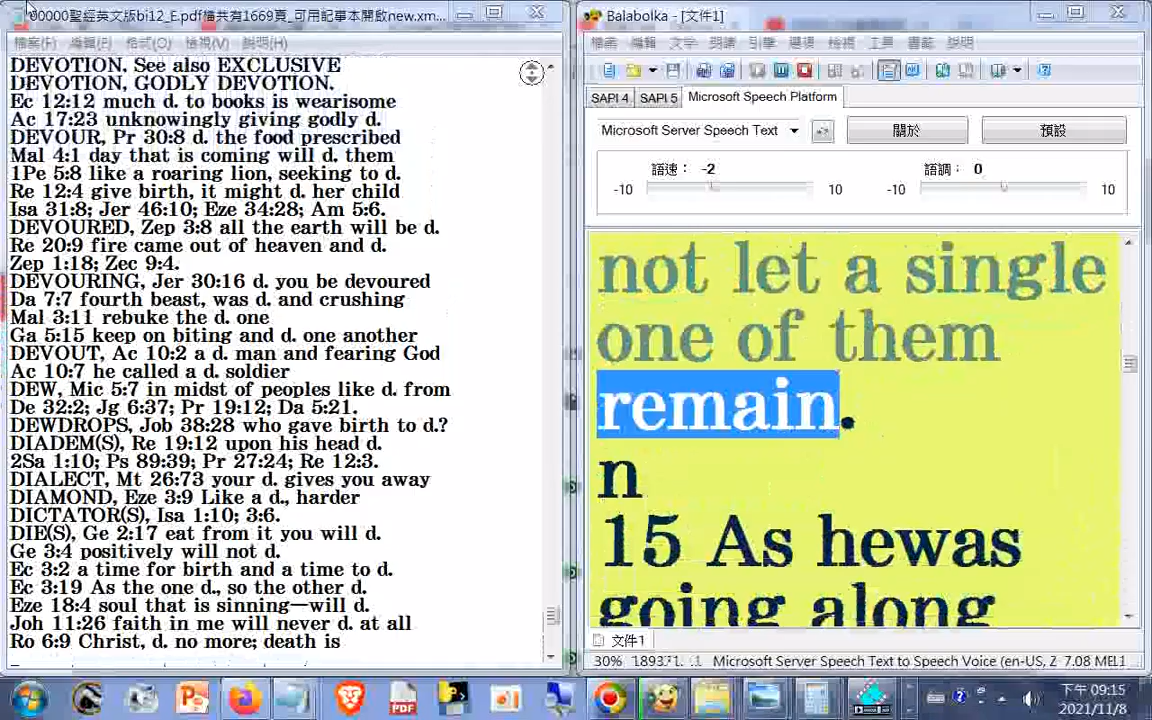 00000聖經英文版bi12_E.pdf檔共有1669頁_可用記事本開啟new.xm...
檔案(F) 編輯(E) 格式(O) 檢視(V) 說明(H)
DEVOTION, See also EXCLUSIVE
DEVOTION, GODLY DEVOTION.
Ec 12:12 much d. to books is wearisome
Ac 17:23 unknowingly giving godly d.
DEVOUR, Pr 30:8 d. the food prescribed
Mal 4:1 day that is coming will d. them
1Pe 5:8 like a roaring lion, seeking to d.
Re 12:4 give birth, it might d. her child
Isa 31:8; Jer 46:10; Eze 34:28; Am 5:6.
DEVOURED, Zep 3:8 all the earth will be d.
Re 20:9 fire came out of heaven and d.
Zep 1:18; Zec 9:4.
DEVOURING, Jer 30:16 d. you be devoured
Da 7:7 fourth beast, was d. and crushing
Mal 3:11 rebuke the d. one
Ga 5:15 keep on biting and d. one another
DEVOUT, Ac 10:2 a d. man and fearing God
Ac 10:7 he called a d. soldier
DEW, Mic 5:7 in midst of peoples like d. from
De 32:2; Jg 6:37; Pr 19:12; Da 5:21.
DEWDROPS, Job 38:28 who gave birth to d.?
DIADEM(S), Re 19:12 upon his head d.
2Sa 1:10; Ps 89:39; Pr 27:24; Re 12:3.
DIALECT, Mt 26:73 your d. gives you away
DIAMOND, Eze 3:9 Like a d., harder
DICTATOR(S), Isa 1:10; 3:6.
DIE(S), Ge 2:17 eat from it you will d.
Ge 3:4 positively will not d.
Ec 3:2 a time for birth and a time to d.
Ec 3:19 As the one d., so the other d.
Eze 18:4 soul that is sinning—will d.
Joh 11:26 faith in me will never d. at all
Ro 6:9 Christ, d. no more; death is
Balabolka - [文件1]
檔案 編輯 文字 朗讀 引擎 選項 檢視 工具 書籤 說明
SAPI 4 SAPI 5 Microsoft Speech Platform
Microsoft Server Speech Text 關於 預設
語速: -2 語調: 0
-10 10 -10 10
not let a single
one of them
remain.
n
15 As hewas
going along
文件1
30% Microsoft Server Speech Text to Speech Voice (en-US, Z 7.08
PDF
下午 09:15
2021/11/8